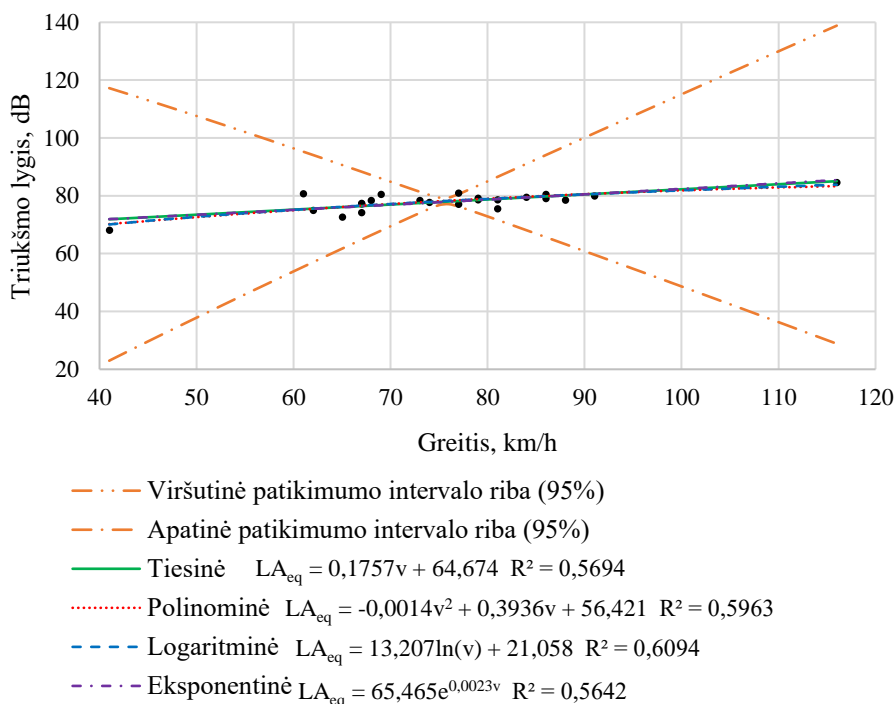 140
120
100
80
60
40
20
Triukšmo lygis, dB
40 50 60 70 80 90 100 110 120
Greitis, km/h
Viršutinė patikimumo intervalo riba (95%)
Apatinė patikimumo intervalo riba (95%)
Tiesinė LAeq = 0,1757v + 64,674 R² = 0,5694
Polinominė LAeq = -0,0014v² + 0,3936v + 56,421 R² = 0,5963
Logaritminė LAeq = 13,207ln(v) + 21,058 R² = 0,6094
Eksponentinė LAeq = 65,465e^0,0023v R² = 0,5642